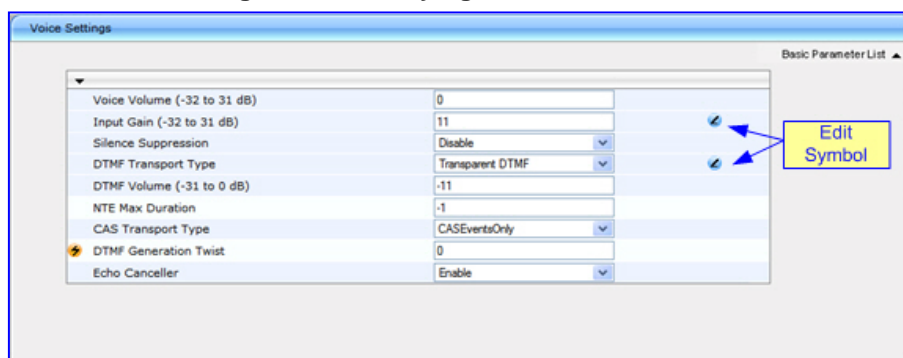 Voice Settings
Basic Parameter List ▲
Voice Volume (-32 to 31 dB) 0
Input Gain (-32 to 31 dB) 11
Silence Suppression Disable
DTMF Transport Type Transparent DTMF
DTMF Volume (-31 to 0 dB) -11
NTE Max Duration -1
CAS Transport Type CASEventsOnly
DTMF Generation Twist 0
Echo Canceller Enable
Edit
Symbol